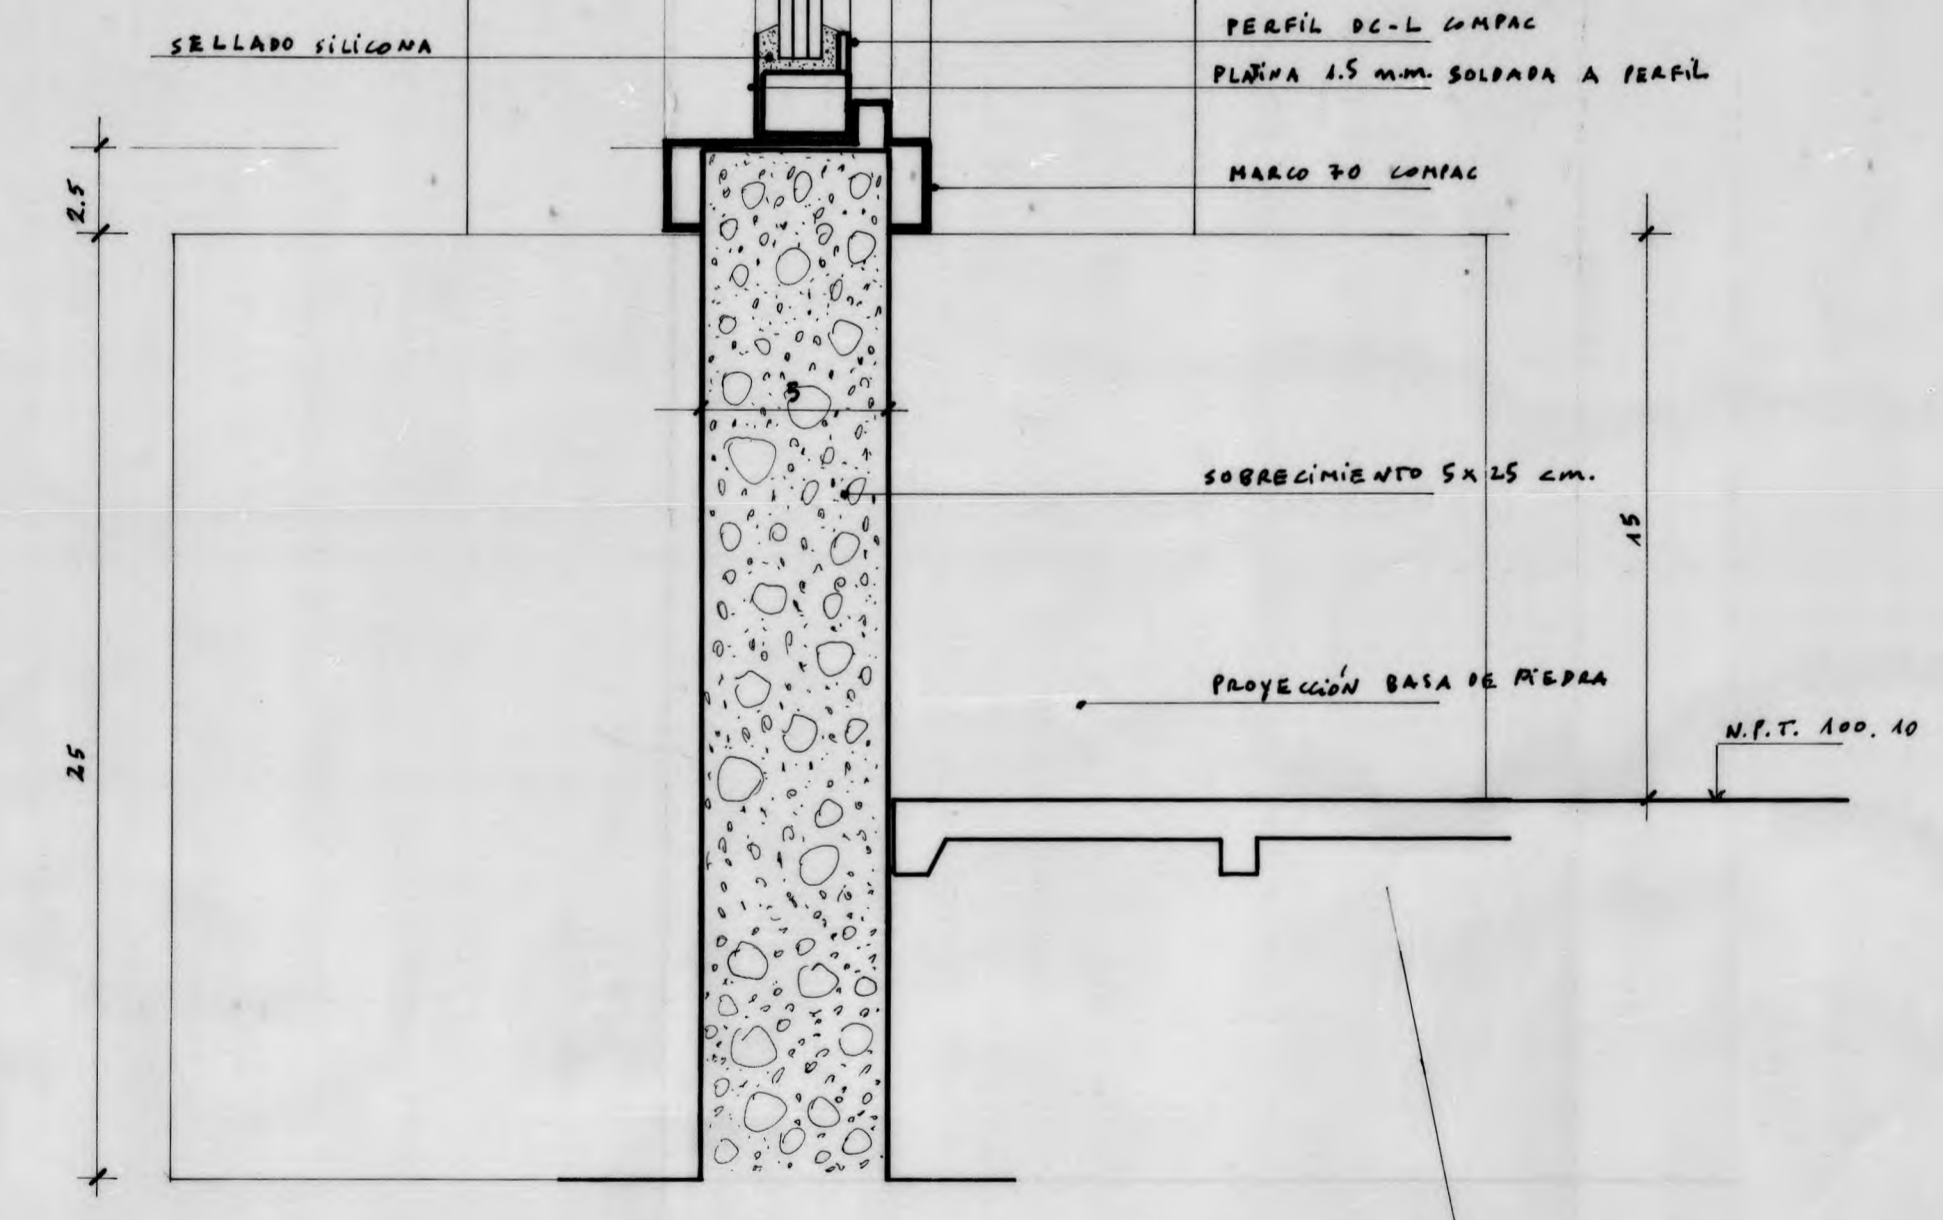 PERFIL DC-L COMPAC
SELLADO SILICONA
PLATINA 1.5 m.m. SOLDADA A PERFIL
MARCO 70 COMPAC
2.5
5
SOBRECIMIENTO 5x25 cm.
15
PROYECCIÓN BASA DE PIEDRA
N.P.T. 100.10
25